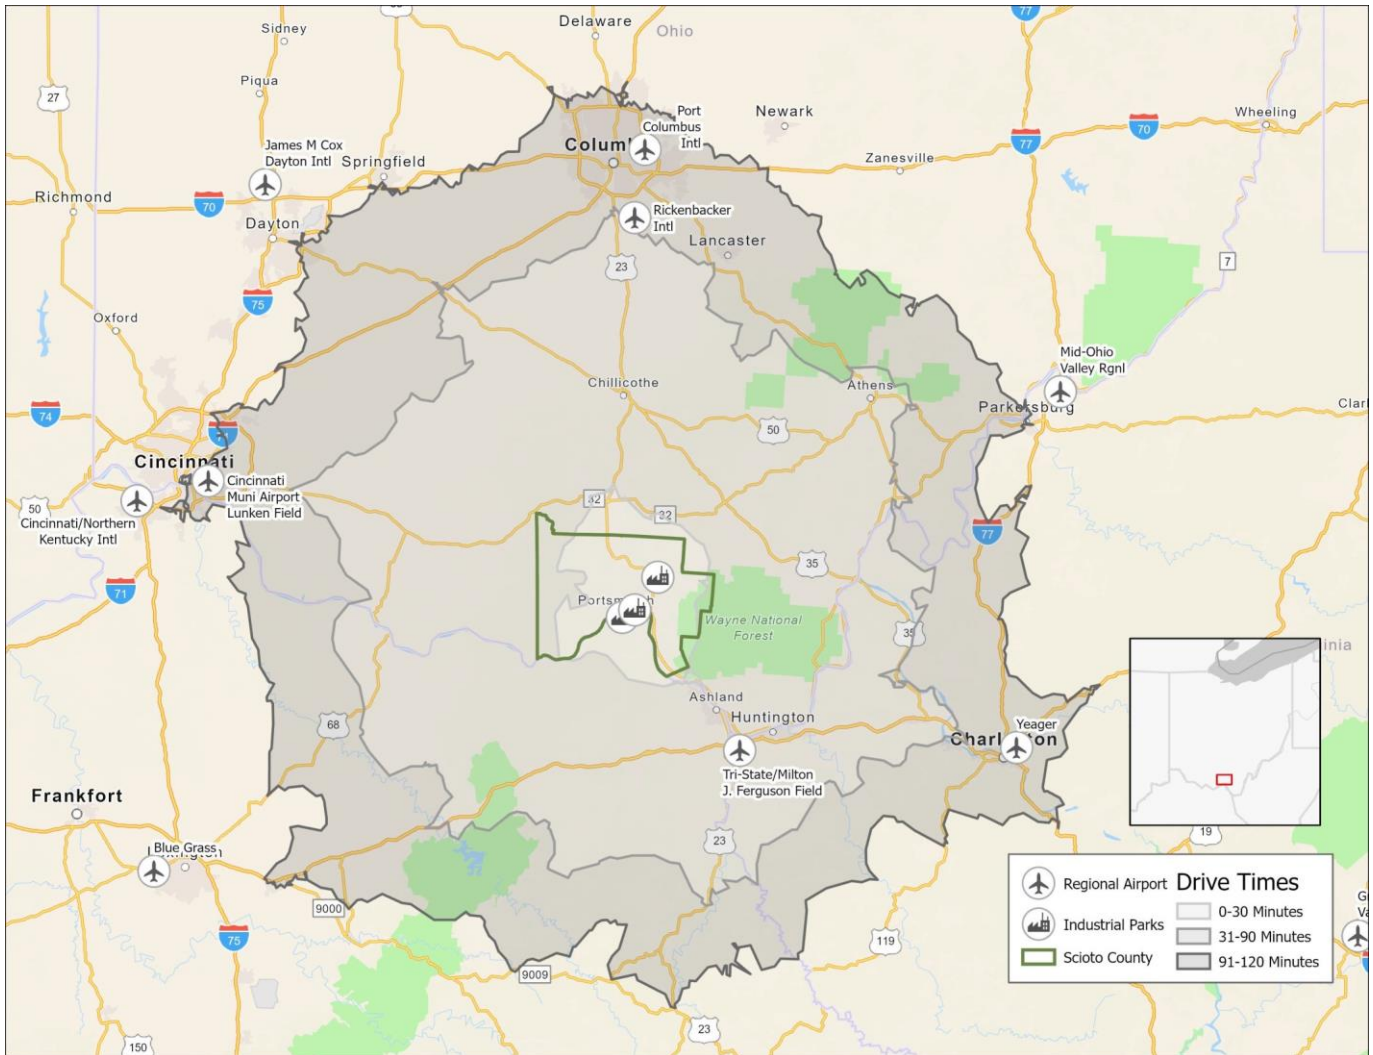 77
Sidney
Delaware
Ohio
Piqua
27
Port
Columbus
Intl
Newark
Wheeling
70
77
James M Cox
Dayton Intl
Springfield
Zanesville
Richmond
70
Rickenbacker
Intl
Dayton
Lancaster
23
7
75
Oxford
Mid-Ohio
Valley Rgnl
Chillicothe
Athens
Parkersburg
74
50
Cincinnati
Cincinnati
Muni Airport
Lunken Field
50
Cincinnati/Northern
Kentucky Intl
32
32
77
35
71
Wayne National
Forest
35
Ashland
Huntington
68
Yeager
Tri-State/Milton
J. Ferguson Field
Frankfort
23
19
Blue Grass
9000
75
119
9009
23
150
Regional Airport
Industrial Parks
Scioto County
Drive Times
0-30 Minutes
31-90 Minutes
91-120 Minutes